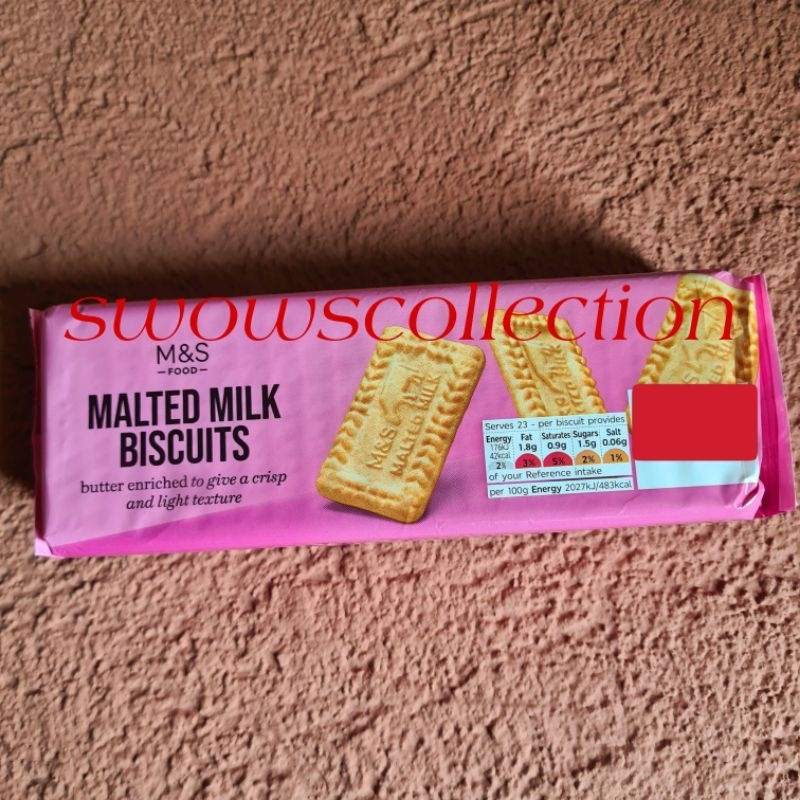 swowscollection
M&S
—FOOD—
MALTED MILK
BISCUITS
butter enriched to give a crisp
and light texture
M&S
MALTED MILK
Serves 23 - per biscuit provides
Energy Fat Saturates Sugars Salt
176kJ 1.8g 0.9g 1.5g 0.06g
42kcal
2% 3% 5% 2% 1%
of your Reference intake
per 100g Energy 2027kJ/483kcal